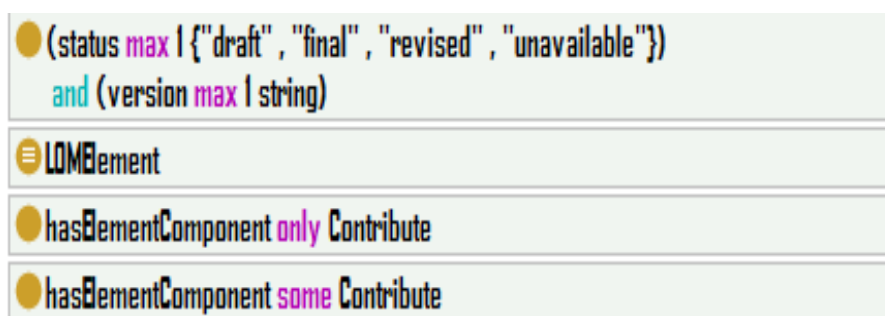 (status max 1 {"draft" , "final" , "revised" , "unavailable"})
and (version max 1 string)
LOMElement
hasElementComponent only Contribute
hasElementComponent some Contribute